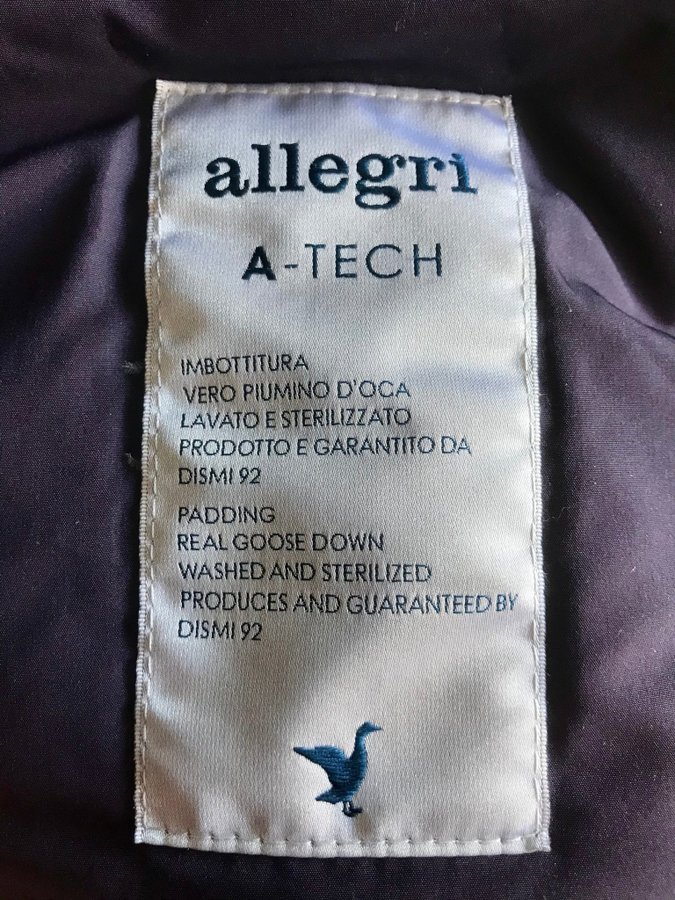 allegri
A-TECH
IMBOTTITURA
VERO PIUMINO D'OCA
LAVATO E STERILIZZATO
PRODOTTO E GARANTITO DA
DISMI 92
PADDING
REAL GOOSE DOWN
WASHED AND STERILIZED
PRODUCES AND GUARANTEED BY
DISMI 92